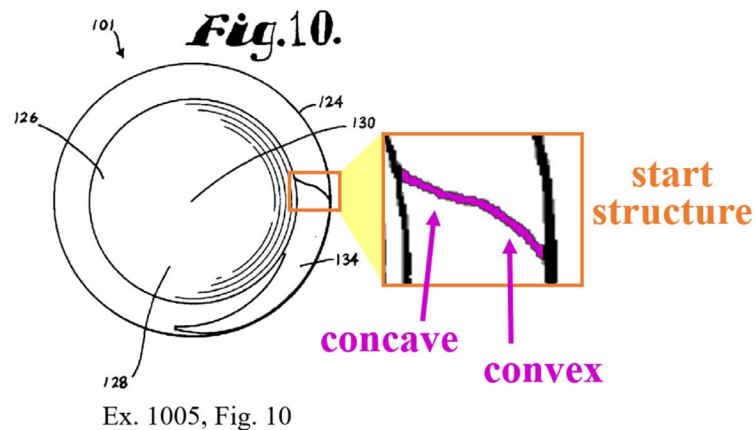 Fig.10.
101
124
126
130
start
structure
134
concave
convex
128
Ex. 1005, Fig. 10